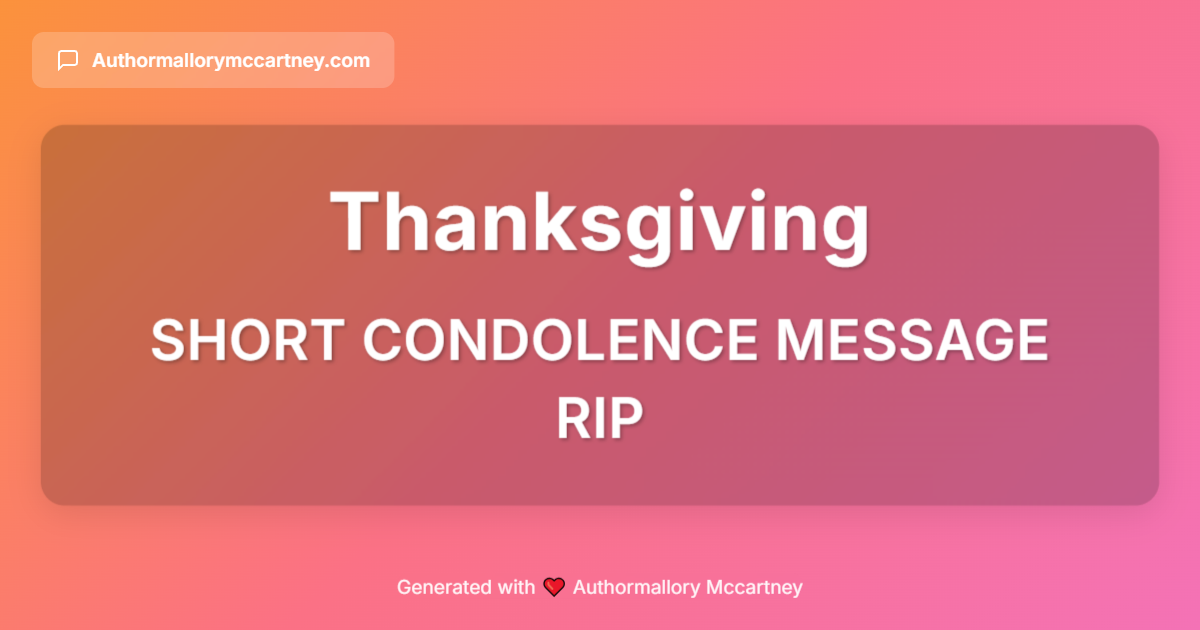 Authormallorymccartney.com
Thanksgiving
SHORT CONDOLENCE MESSAGE
RIP
Generated with ❤️ Authormallory Mccartney